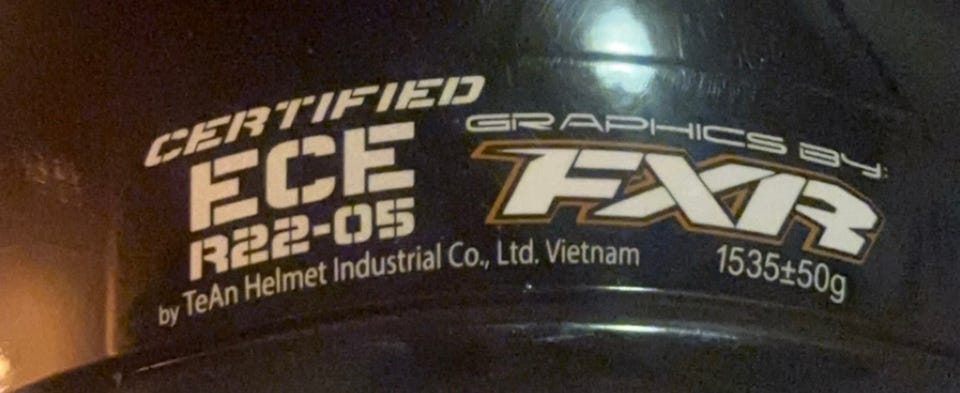 CERTIFIED
ECE
R22-05
by TeAn Helmet Industrial Co., Ltd. Vietnam
GRAPHICS BY:
FXR
1535±50g